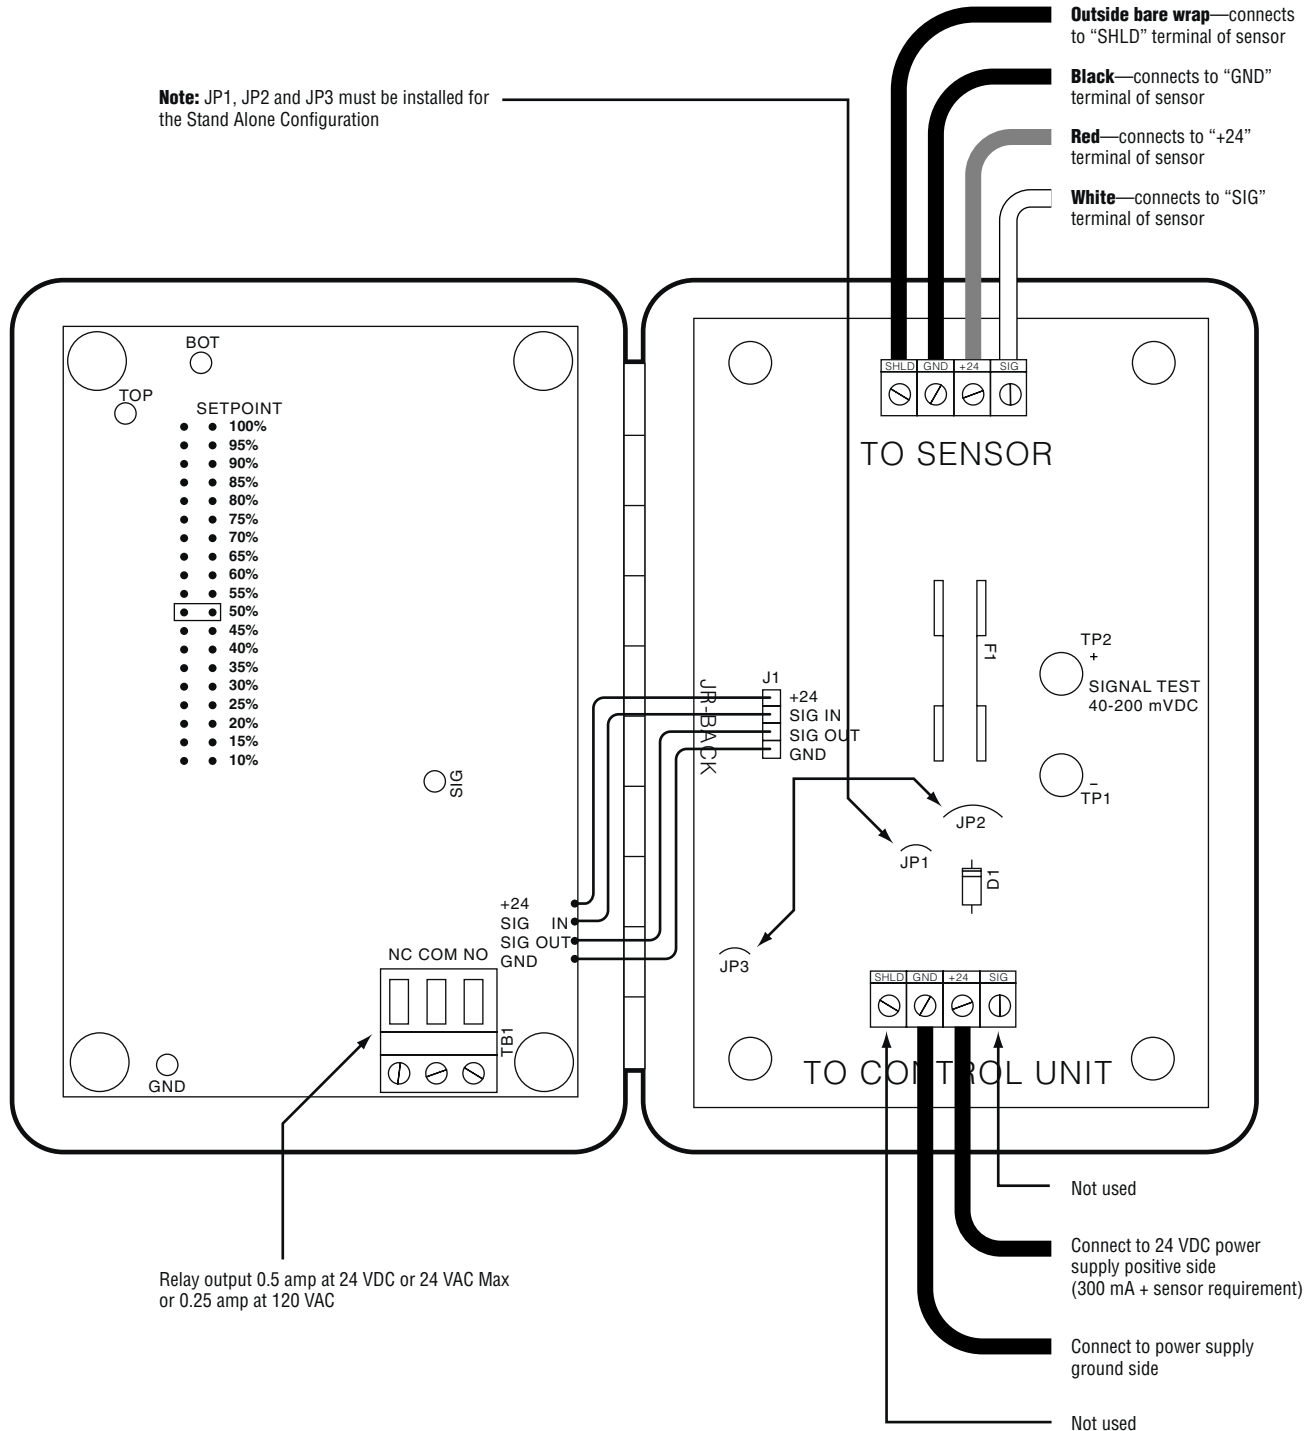 Outside bare wrap—connects
to “SHLD” terminal of sensor
Black—connects to “GND”
terminal of sensor
Red—connects to “+24”
terminal of sensor
White—connects to “SIG”
terminal of sensor
Note: JP1, JP2 and JP3 must be installed for
the Stand Alone Configuration
BOT
TOP
SETPOINT
100%
95%
90%
85%
80%
75%
70%
65%
60%
55%
50%
45%
40%
35%
30%
25%
20%
15%
10%
SIG
+24
SIG IN
SIG OUT
GND
NC COM NO
TB1
GND
SHLD GND +24 SIG
TO SENSOR
F1
TP2
+
SIGNAL TEST
40-200 mVDC
–
TP1
J1
JR-BACK
+24
SIG IN
SIG OUT
GND
JP2
JP1
D1
JP3
SHLD GND +24 SIG
TO CONTROL UNIT
Not used
Connect to 24 VDC power
supply positive side
(300 mA + sensor requirement)
Connect to power supply
ground side
Not used
Relay output 0.5 amp at 24 VDC or 24 VAC Max
or 0.25 amp at 120 VAC